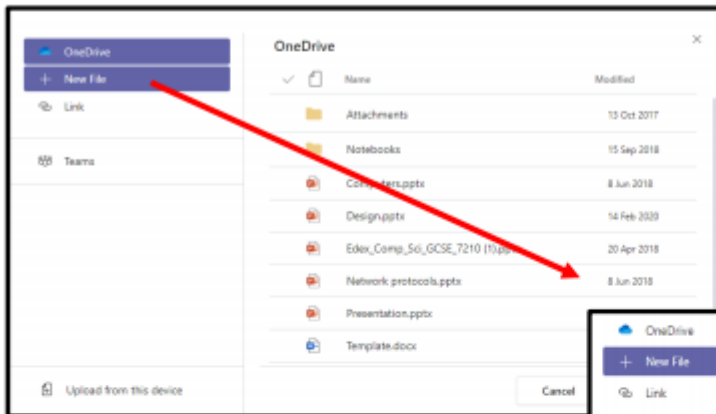 OneDrive
New File
Link
Teams
Upload from this device
OneDrive
Name Modified
Attachments 13 Oct 2017
Notebooks 15 Sep 2018
Computers.pptx 8 Jun 2018
Design.pptx 14 Feb 2020
Edex_Comp_Sci_GCSE_7210 (1).pptx 20 Apr 2018
Network protocols.pptx 8 Jun 2018
Presentation.pptx
Template.docx
Cancel
OneDrive
New File
Link